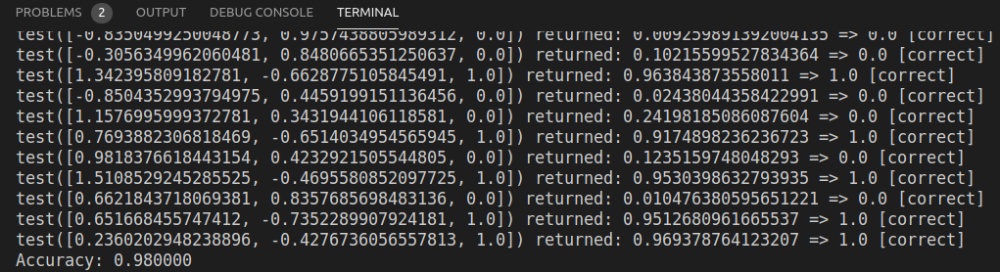 PROBLEMS 2 OUTPUT DEBUG CONSOLE TERMINAL
test([-0.8350499250048773, 0.9757438805989312, 0.0]) returned: 0.009259891392004135 => 0.0 [correct]
test([-0.3056349962060481, 0.8480665351250637, 0.0]) returned: 0.10215599527834364 => 0.0 [correct]
test([1.342395809182781, -0.6628775105845491, 1.0]) returned: 0.963843873558011 => 1.0 [correct]
test([-0.8504352993794975, 0.4459199151136456, 0.0]) returned: 0.02438044358422991 => 0.0 [correct]
test([1.1576995999372781, 0.3431944106118581, 0.0]) returned: 0.24198185086087604 => 0.0 [correct]
test([0.7693882306818469, -0.6514034954565945, 1.0]) returned: 0.9174898236236723 => 1.0 [correct]
test([0.9818376618443154, 0.4232921505544805, 0.0]) returned: 0.1235159748048293 => 0.0 [correct]
test([1.5108529245285525, -0.4695580852097725, 1.0]) returned: 0.9530398632793935 => 1.0 [correct]
test([0.6621843718069381, 0.8357685698483136, 0.0]) returned: 0.010476380595651221 => 0.0 [correct]
test([0.651668455747412, -0.7352289907924181, 1.0]) returned: 0.9512680961665537 => 1.0 [correct]
test([0.2360202948238896, -0.4276736056557813, 1.0]) returned: 0.969378764123207 => 1.0 [correct]
Accuracy: 0.980000